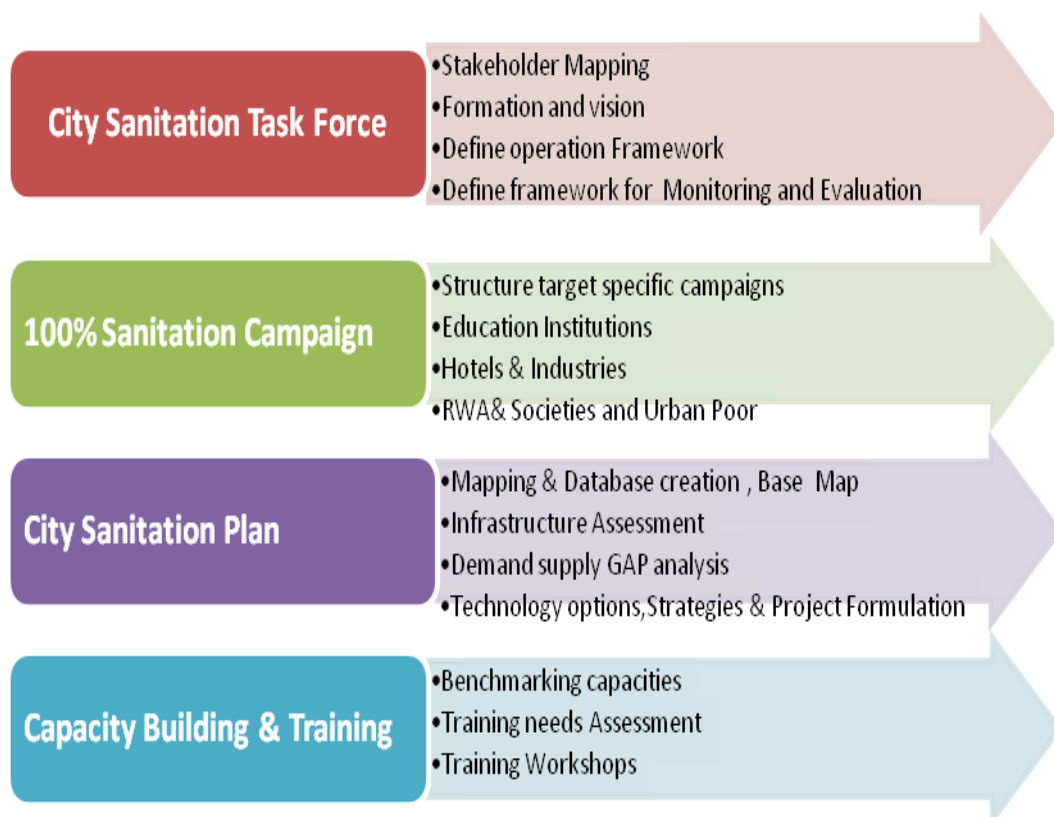 City Sanitation Task Force
•Stakeholder Mapping
•Formation and vision
•Define operation Framework
•Define framework for Monitoring and Evaluation
100% Sanitation Campaign
•Structure target specific campaigns
•Education Institutions
•Hotels & Industries
•RWA& Societies and Urban Poor
City Sanitation Plan
•Mapping & Database creation , Base Map
•Infrastructure Assessment
•Demand supply GAP analysis
•Technology options,Strategies & Project Formulation
Capacity Building & Training
•Benchmarking capacities
•Training needs Assessment
•Training Workshops